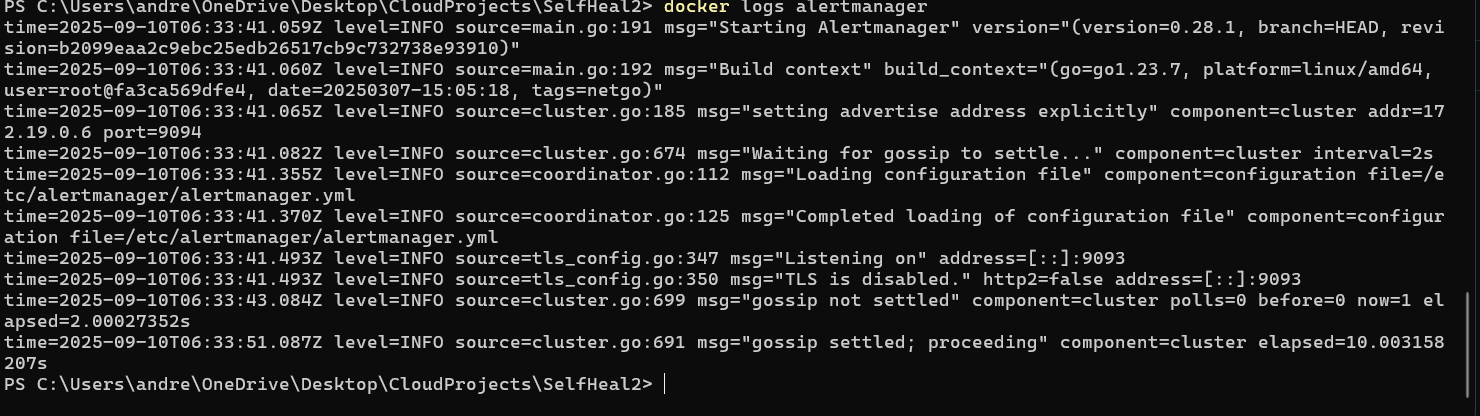 PS C:\Users\andre\OneDrive\Desktop\CloudProjects\SelfHeal2> docker logs alertmanager
time=2025-09-10T06:33:41.059Z level=INFO source=main.go:191 msg="Starting Alertmanager" version="(version=0.28.1, branch=HEAD, revi
sion=b2099eaa2c9ebc25edb26517cb9c732738e93910)"
time=2025-09-10T06:33:41.060Z level=INFO source=main.go:192 msg="Build context" build_context="(go=go1.23.7, platform=linux/amd64,
user=root@fa3ca569dfe4, date=20250307-15:05:18, tags=netgo)"
time=2025-09-10T06:33:41.065Z level=INFO source=cluster.go:185 msg="setting advertise address explicitly" component=cluster addr=17
2.19.0.6 port=9094
time=2025-09-10T06:33:41.082Z level=INFO source=cluster.go:674 msg="Waiting for gossip to settle..." component=cluster interval=2s
time=2025-09-10T06:33:41.355Z level=INFO source=coordinator.go:112 msg="Loading configuration file" component=configuration file=/e
tc/alertmanager/alertmanager.yml
time=2025-09-10T06:33:41.370Z level=INFO source=coordinator.go:125 msg="Completed loading of configuration file" component=configur
ation file=/etc/alertmanager/alertmanager.yml
time=2025-09-10T06:33:41.493Z level=INFO source=tls_config.go:347 msg="Listening on" address=[::]:9093
time=2025-09-10T06:33:41.493Z level=INFO source=tls_config.go:350 msg="TLS is disabled." http2=false address=[::]:9093
time=2025-09-10T06:33:43.084Z level=INFO source=cluster.go:699 msg="gossip not settled" component=cluster polls=0 before=0 now=1 el
apsed=2.00027352s
time=2025-09-10T06:33:51.087Z level=INFO source=cluster.go:691 msg="gossip settled; proceeding" component=cluster elapsed=10.003158
207s
PS C:\Users\andre\OneDrive\Desktop\CloudProjects\SelfHeal2>